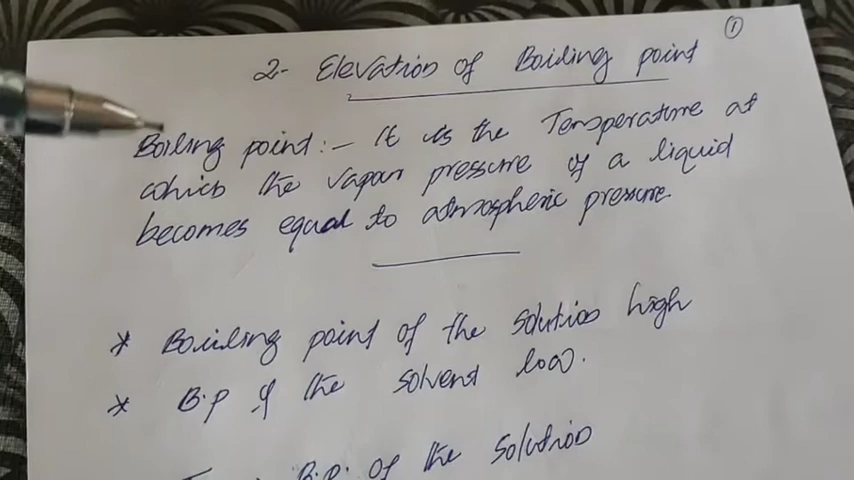 ①
2- Elevation of Boiling point
Boiling point:- It is the Temperature at
which the vapour pressure of a liquid
becomes equal to atmospheric pressure.
* Boiling point of the solution high
* B.p of the solvent low.
B.p. of the solution